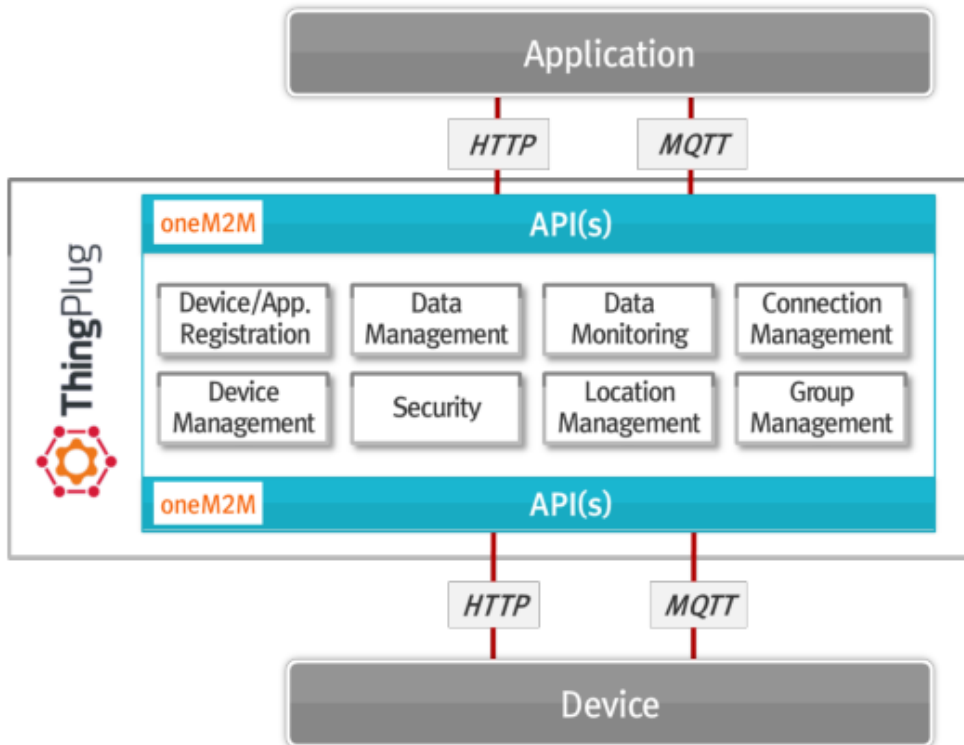 Application
HTTP
MQTT
oneM2M
API(s)
ThingPlug
Device/App.
Registration
Data
Management
Data
Monitoring
Connection
Management
Device
Management
Security
Location
Management
Group
Management
oneM2M
API(s)
HTTP
MQTT
Device